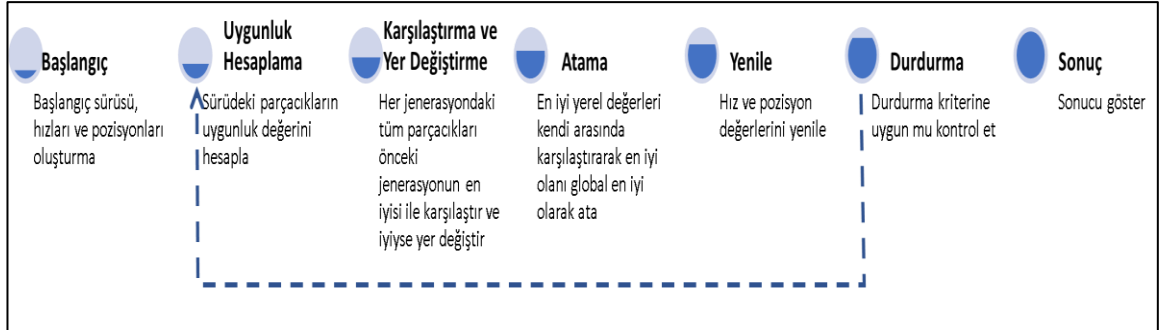 Başlangıç
Başlangıç sürüsü,
hızları ve pozisyonları
oluşturma
Uygunluk
Hesaplama
Sürüdeki parçacıkların
uygunluk değerini
hesapla
Karşılaştırma ve
Yer Değiştirme
Her jenerasyondaki
tüm parçacıkları
önceki
jenerasyonun en
iyisi ile karşılaştır ve
iyiyse yer değiştir
Atama
En iyi yerel değerleri
kendi arasında
karşılaştırarak en iyi
olanı global en iyi
olarak ata
Yenile
Hız ve pozisyon
değerlerini yenile
Durdurma
Durdurma kriterine
uygun mu kontrol et
Sonuç
Sonucu göster